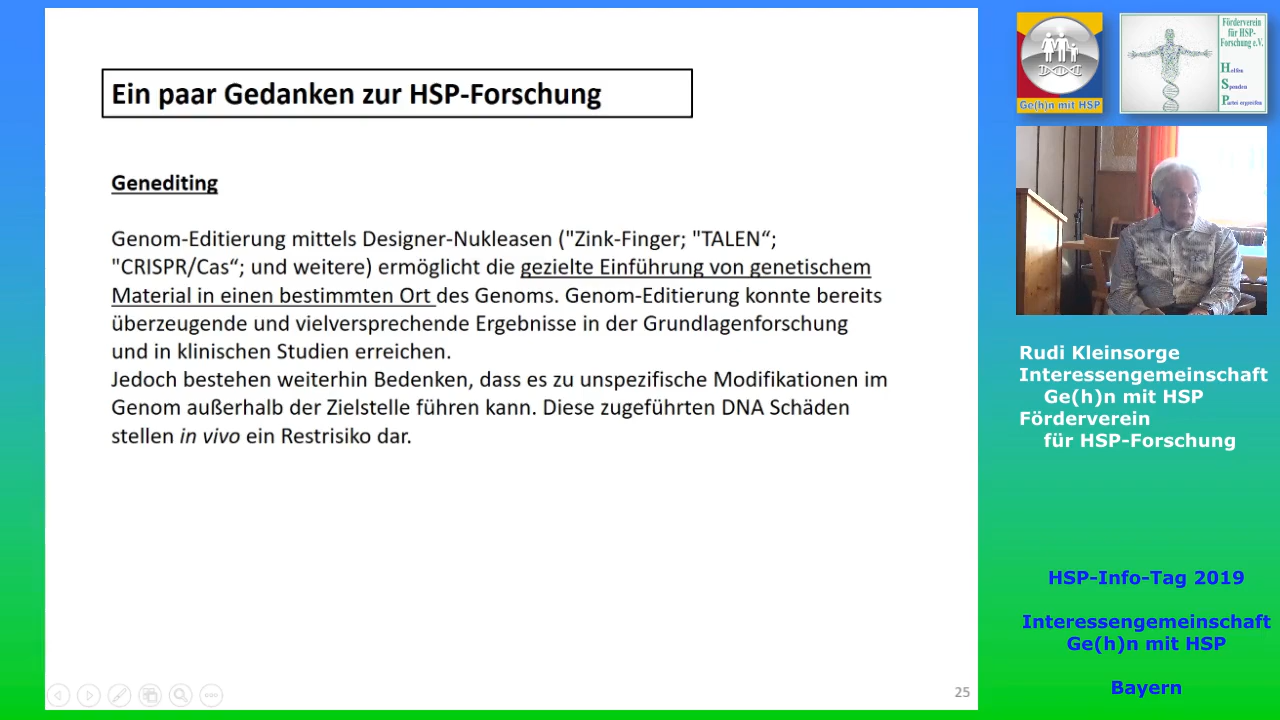 Ein paar Gedanken zur HSP-Forschung
Genediting
Genom-Editierung mittels Designer-Nukleasen ("Zink-Finger; "TALEN“;
"CRISPR/Cas“; und weitere) ermöglicht die gezielte Einführung von genetischem
Material in einen bestimmten Ort des Genoms. Genom-Editierung konnte bereits
überzeugende und vielversprechende Ergebnisse in der Grundlagenforschung
und in klinischen Studien erreichen.
Jedoch bestehen weiterhin Bedenken, dass es zu unspezifische Modifikationen im
Genom außerhalb der Zielstelle führen kann. Diese zugeführten DNA Schäden
stellen in vivo ein Restrisiko dar.
25
Ge(h)n mit HSP
Förderverein
für HSP-
Forschung e.V.
Helfen
Spenden
Partei ergreifen
Rudi Kleinsorge
Interessengemeinschaft
Ge(h)n mit HSP
Förderverein
für HSP-Forschung
HSP-Info-Tag 2019
Interessengemeinschaft
Ge(h)n mit HSP
Bayern